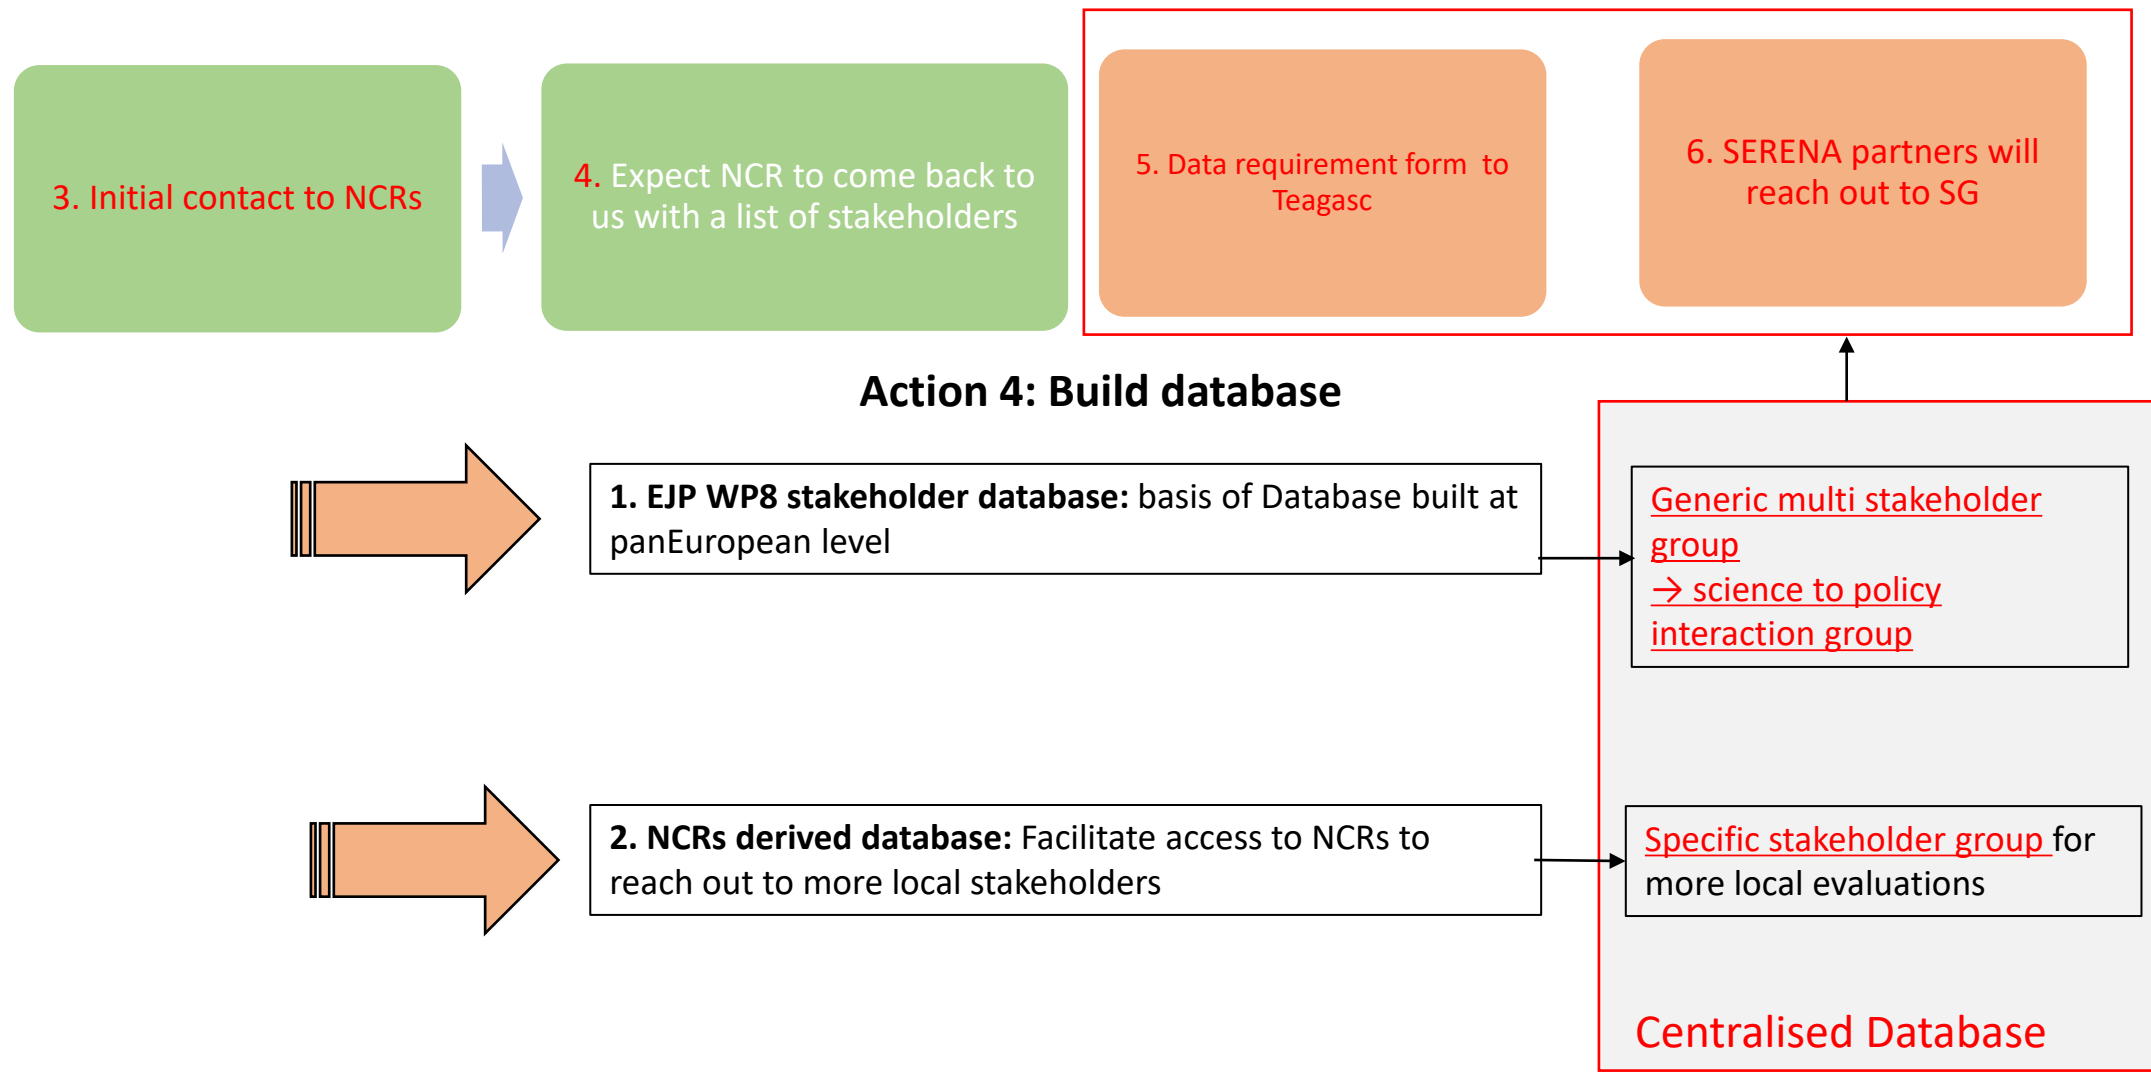 3. Initial contact to NCRs
4. Expect NCR to come back to
us with a list of stakeholders
5. Data requirement form to
Teagasc
6. SERENA partners will
reach out to SG
Action 4: Build database
1. EJP WP8 stakeholder database: basis of Database built at
panEuropean level
Generic multi stakeholder
group
→ science to policy
interaction group
2. NCRs derived database: Facilitate access to NCRs to
reach out to more local stakeholders
Specific stakeholder group for
more local evaluations
Centralised Database